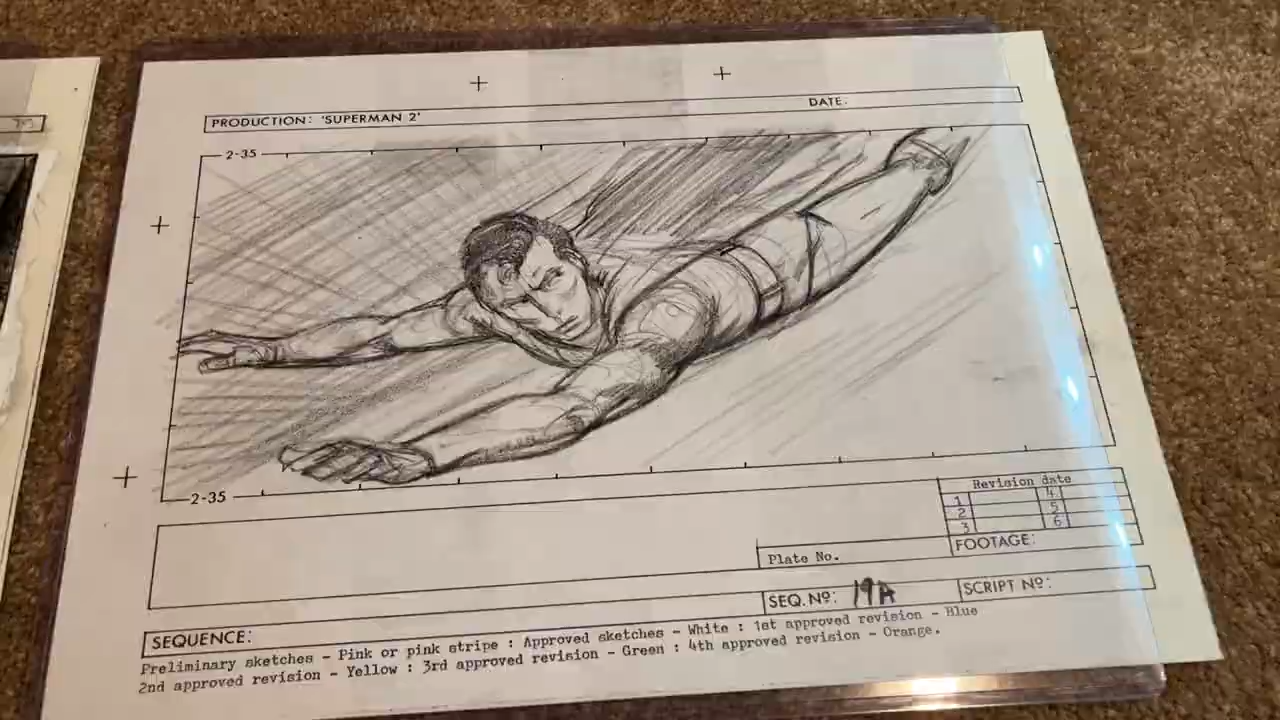 PRODUCTION: 'SUPERMAN 2'
DATE.
2-35
2-35
Revision date
1 4
2 5
3 6
Plate No.
FOOTAGE:
SEQ. Nº: 19A
SCRIPT Nº:
SEQUENCE:
Preliminary sketches - Pink or pink stripe : Approved sketches - White : 1st approved revision - Blue
2nd approved revision - Yellow : 3rd approved revision - Green : 4th approved revision - Orange.